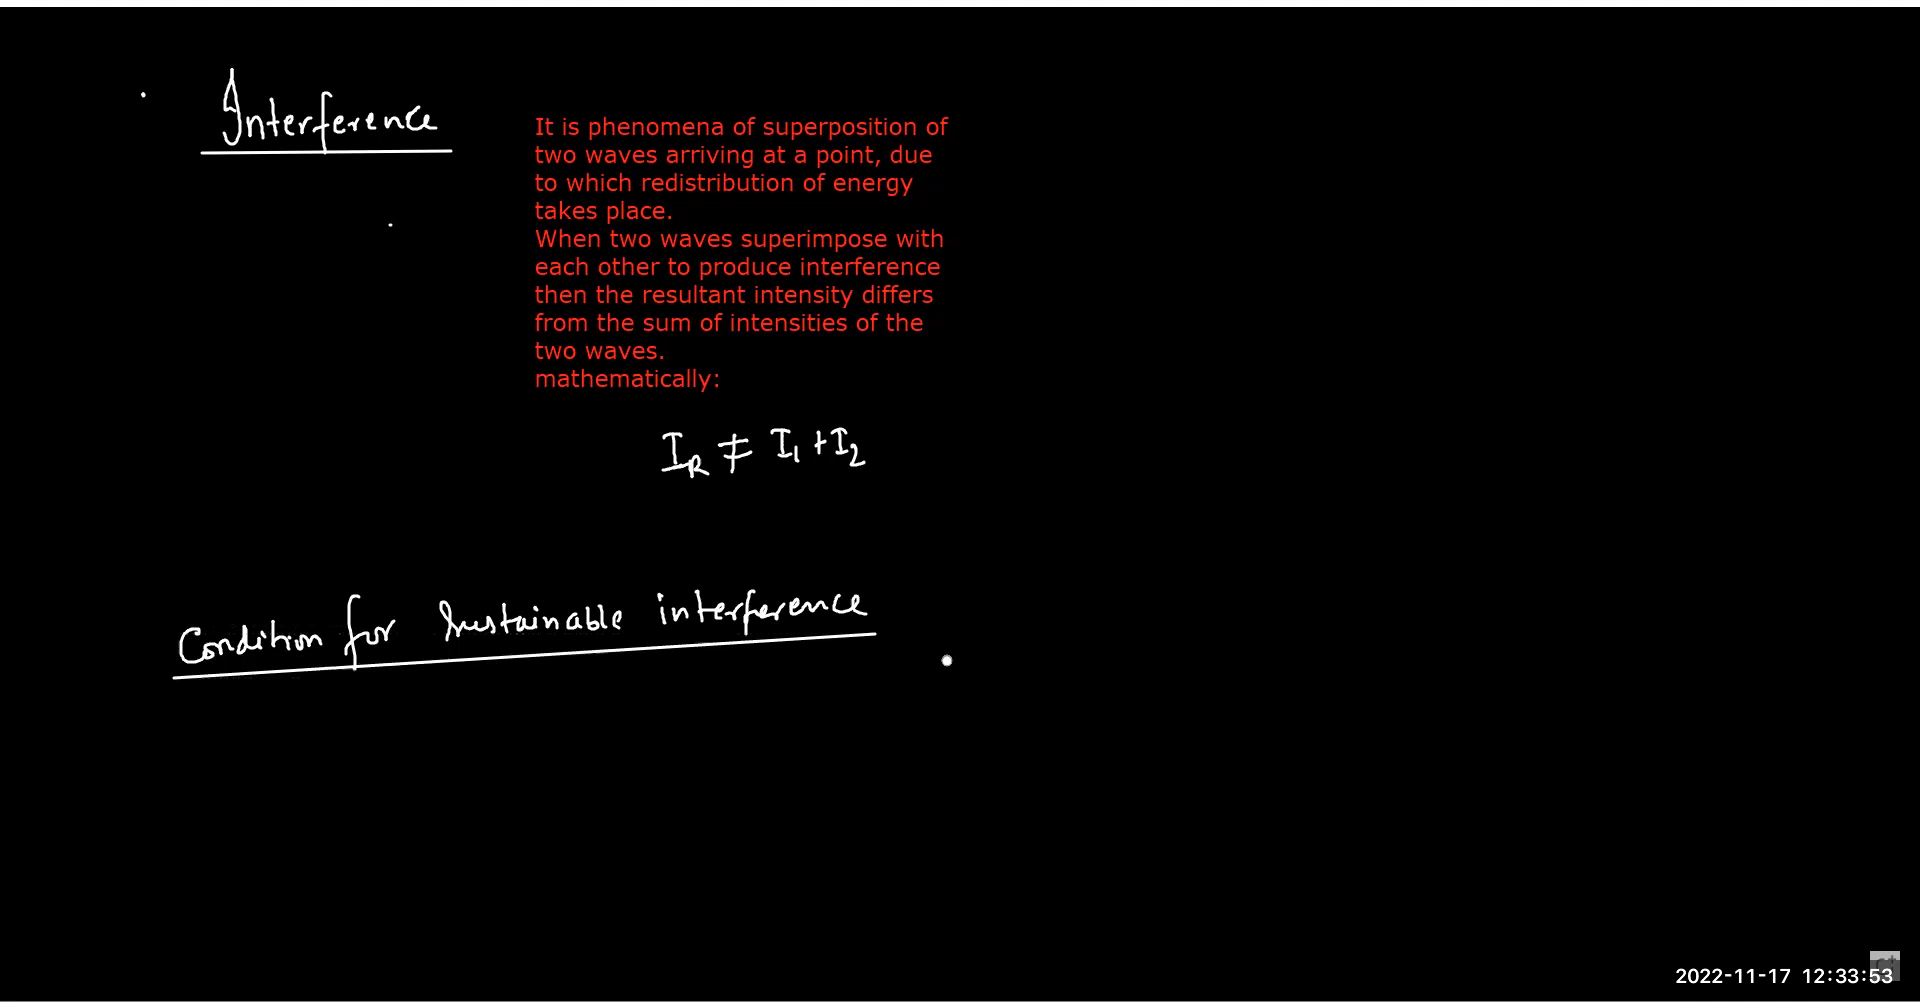 Interference
It is phenomena of superposition of
two waves arriving at a point, due
to which redistribution of energy
takes place.
When two waves superimpose with
each other to produce interference
then the resultant intensity differs
from the sum of intensities of the
two waves.
mathematically:
I_R ≠ I_1 + I_2
Condition for Sustainable interference
2022-11-17 12:33:53